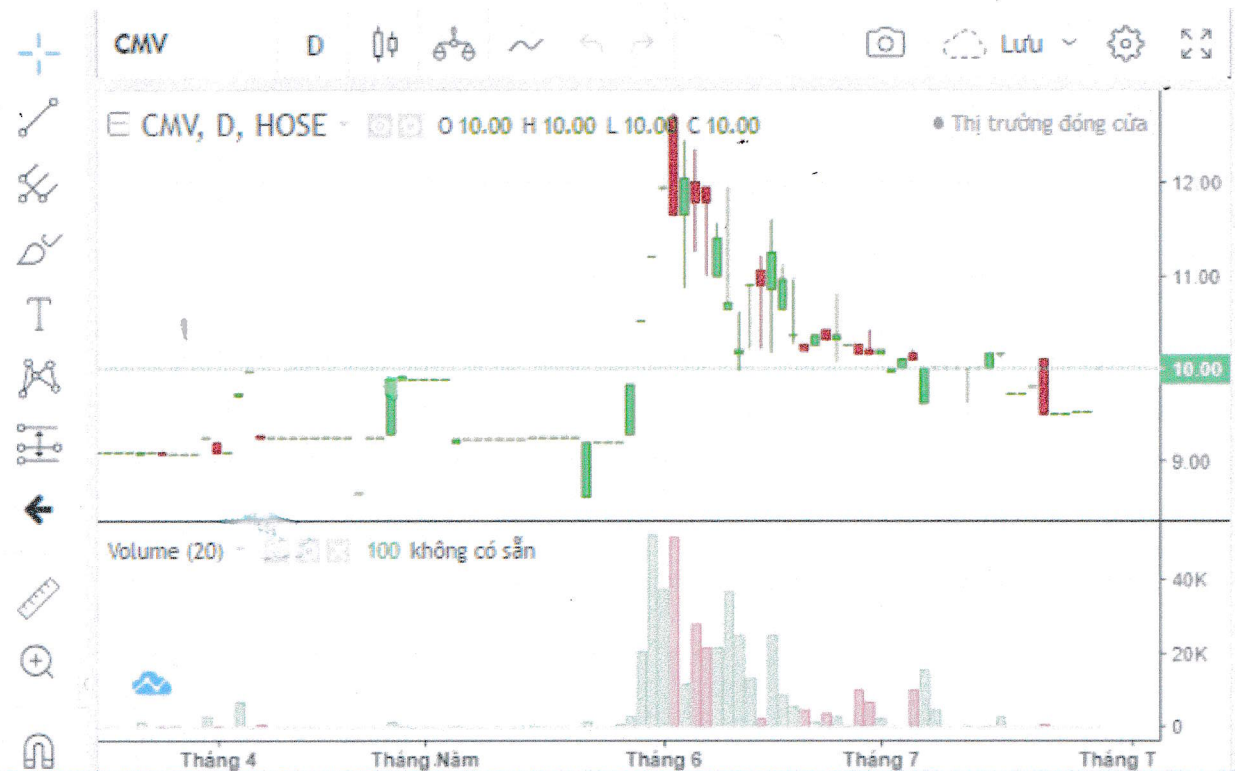 CMV D Lưu
CMV, D, HOSE O 10.00 H 10.00 L 10.00 C 10.00
Thị trường đóng cửa
12.00
11.00
10.00
9.00
T
Volume (20) 100 không có sẵn
40K
20K
0
Tháng 4 Tháng Năm Tháng 6 Tháng 7 Tháng T